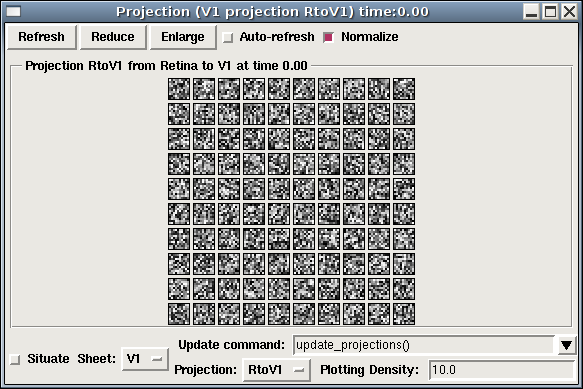 Projection (V1 projection RtoV1) time:0.00
Refresh Reduce Enlarge Auto-refresh Normalize
Projection RtoV1 from Retina to V1 at time 0.00
Update command: update_projections()
Situate Sheet: V1
Projection: RtoV1 Plotting Density: 10.0